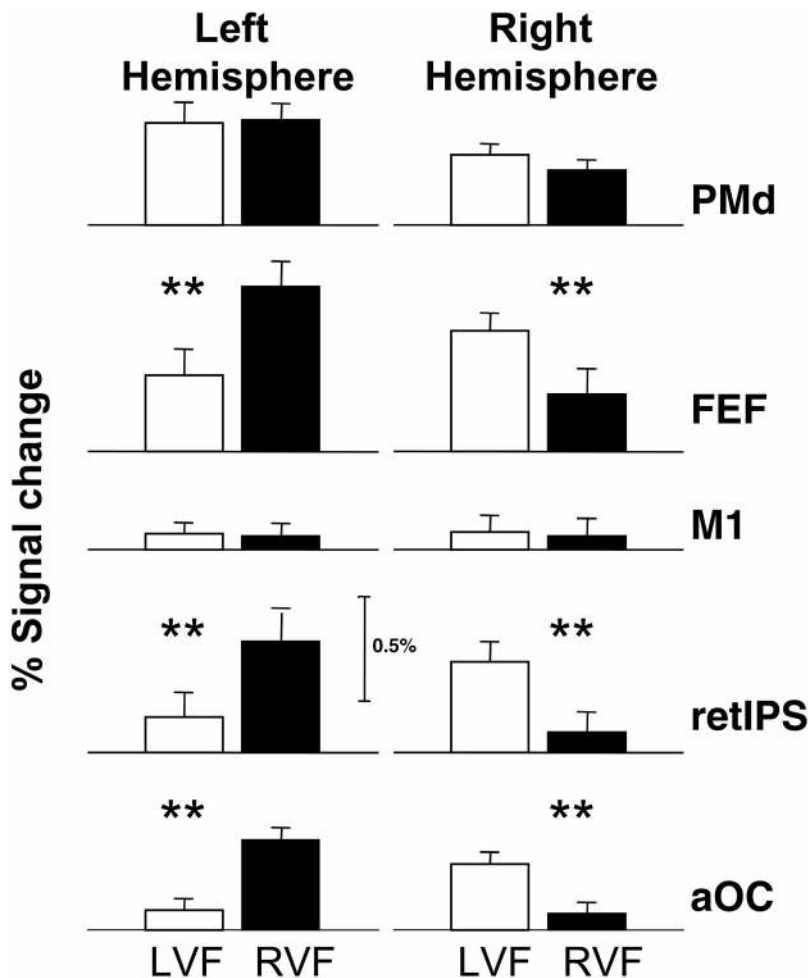 Left
Hemisphere
Right
Hemisphere
PMd
**
**
FEF
% Signal change
M1
**
0.5%
**
retIPS
**
**
aOC
LVF RVF LVF RVF